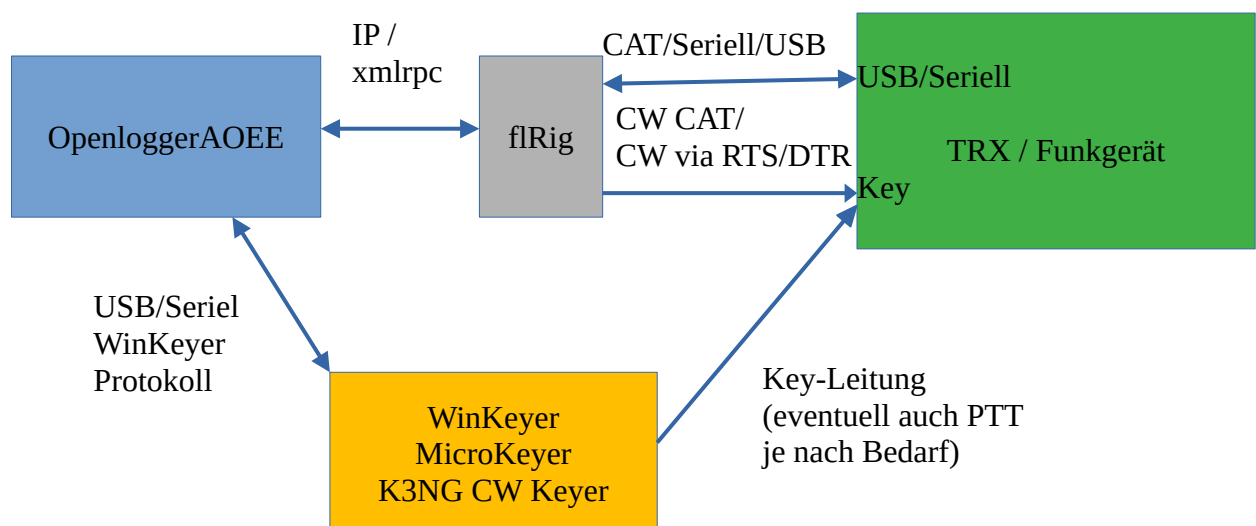 IP /
xmlrpc
CAT/Seriell/USB
OpenloggerAOEE
flRig
USB/Seriell
CW CAT/
CW via RTS/DTR
TRX / Funkgerät
Key
USB/Seriel
WinKeyer
Protokoll
WinKeyer
MicroKeyer
K3NG CW Keyer
Key-Leitung
(eventuell auch PTT
je nach Bedarf)